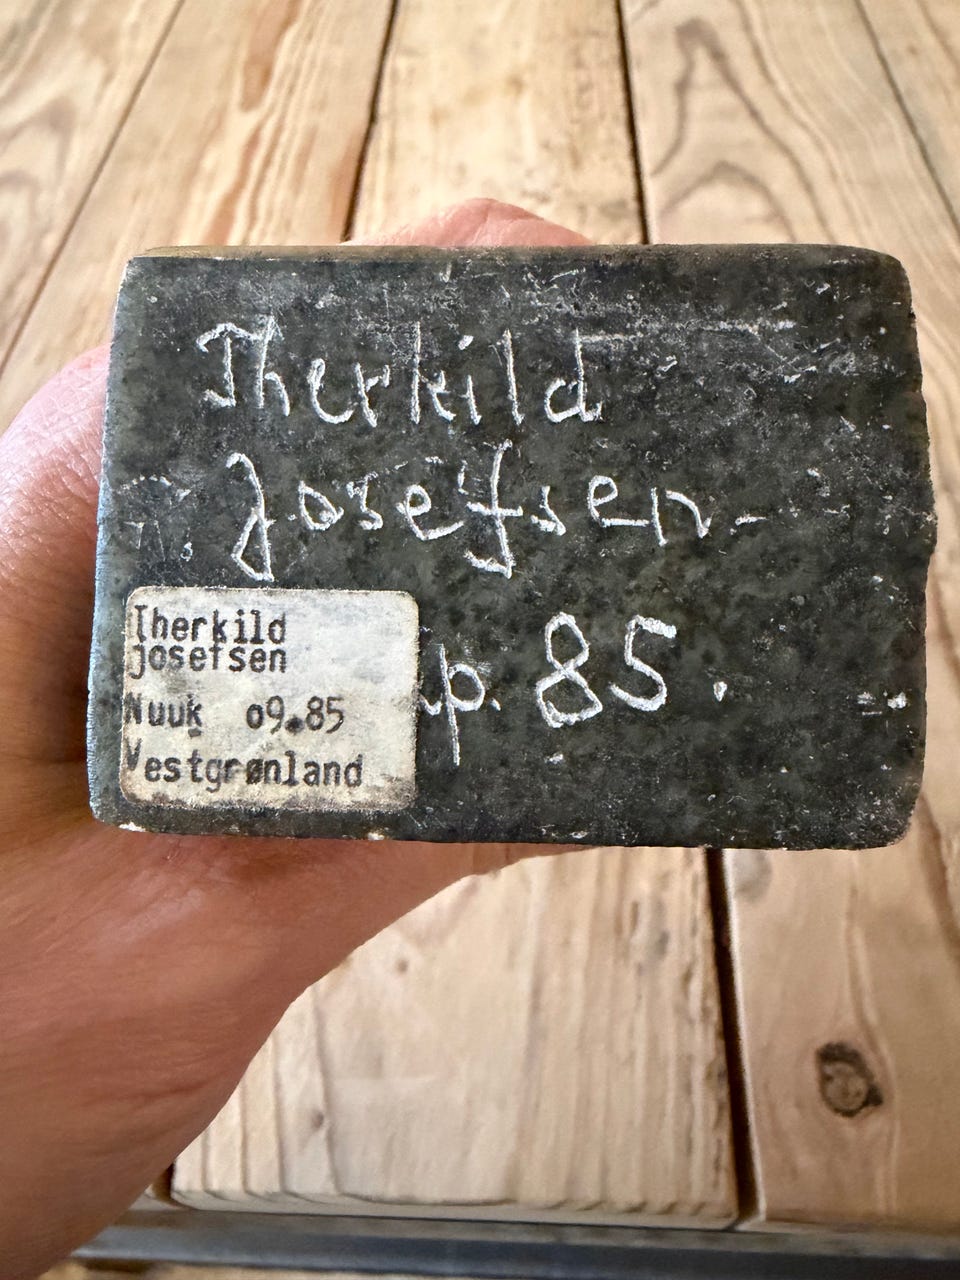 Therkild
Josefsen-
p. 85.
Therkild
josefsen
Nuuk 09.85
Vestgrønland